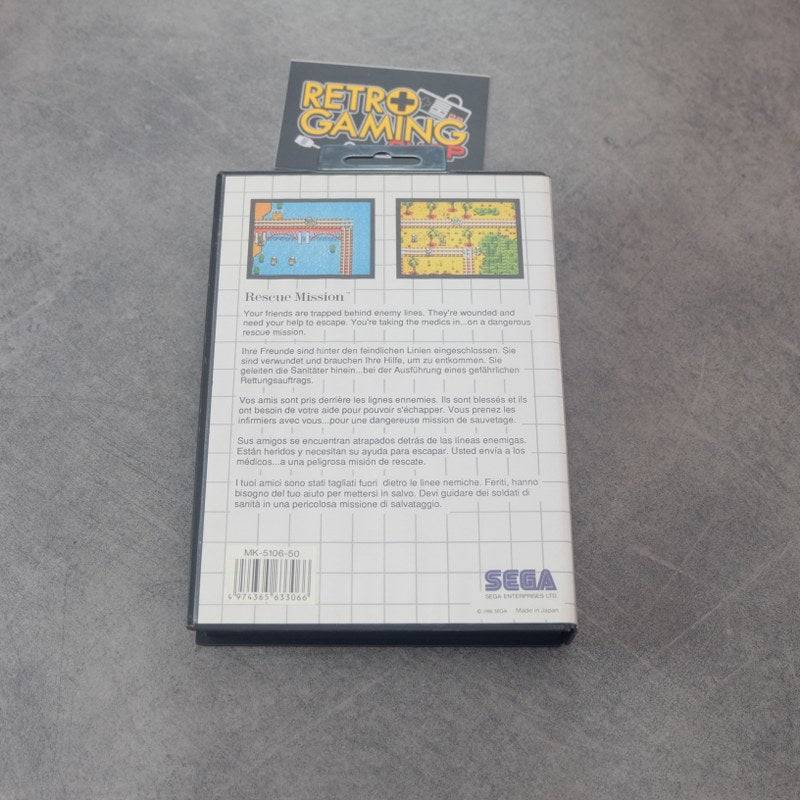 RETRO
GAMING
Rescue Mission™
Your friends are trapped behind enemy lines. They're wounded and
need your help to escape. You're taking the medics in...on a dangerous
rescue mission.
Ihre Freunde sind hinter den feindlichen Linien eingeschlossen. Sie
sind verwundet und brauchen Ihre Hilfe, um zu entkommen. Sie
geleiten die Sanitäter hinein...bei der Ausführung eines gefährlichen
Rettungsauftrags.
Vos amis sont pris derrière les lignes ennemies. Ils sont blessés et ils
ont besoin de votre aide pour pouvoir s'échapper. Vous prenez les
infirmiers avec vous...pour une dangereuse mission de sauvetage.
Sus amigos se encuentran atrapados detrás de las líneas enemigas.
Están heridos y necesitan su ayuda para escapar. Usted envía a los
médicos...a una peligrosa misión de rescate.
I tuoi amici sono stati tagliati fuori dietro le linee nemiche. Feriti, hanno
bisogno del tuo aiuto per mettersi in salvo. Devi guidare dei soldati di
sanità in una pericolosa missione di salvataggio.
MK-5106-50
4 974365 633066
SEGA
SEGA ENTERPRISES LTD.
© 1988 SEGA Made in Japan